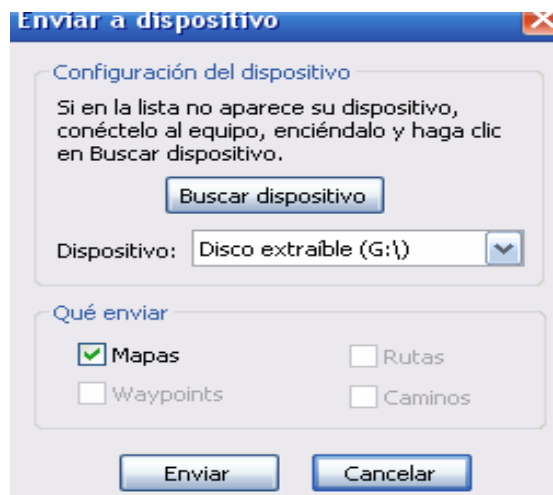 Enviar a dispositivo
Configuración del dispositivo
Si en la lista no aparece su dispositivo,
conéctelo al equipo, enciéndalo y haga clic
en Buscar dispositivo.
Buscar dispositivo
Dispositivo: Disco extraíble (G:\)
Qué enviar
Mapas Rutas
Waypoints Caminos
Enviar Cancelar